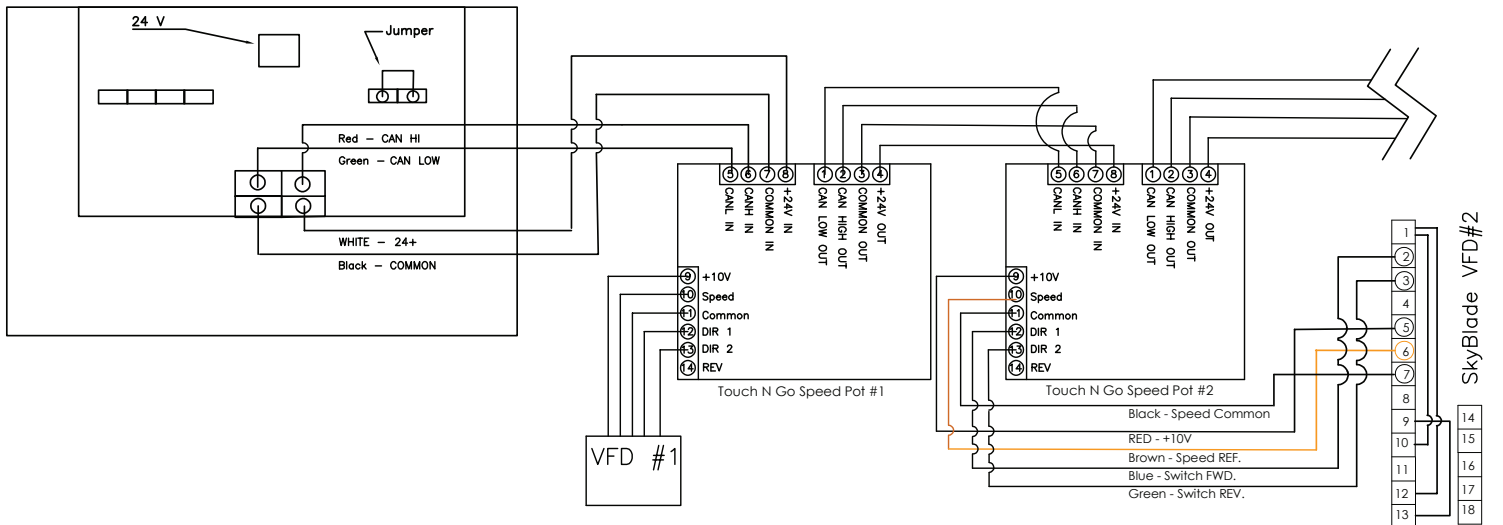 24 V
Jumper
Red – CAN HI
Green – CAN LOW
WHITE – 24+
Black – COMMON
5 6 7 8
CANL IN
CANH IN
COMMON IN
+24V IN
1 2 3 4
CAN LOW OUT
CAN HIGH OUT
COMMON OUT
+24V OUT
9 +10V
10 Speed
11 Common
12 DIR 1
13 DIR 2
14 REV
Touch N Go Speed Pot #1
VFD #1
5 6 7 8
CANL IN
CANH IN
COMMON IN
+24V IN
1 2 3 4
CAN LOW OUT
CAN HIGH OUT
COMMON OUT
+24V OUT
9 +10V
10 Speed
11 Common
12 DIR 1
13 DIR 2
14 REV
Touch N Go Speed Pot #2
Black - Speed Common
RED - +10V
Brown - Speed REF.
Blue - Switch FWD.
Green - Switch REV.
1
2
3
4
5
6
7
8
9
10
11
12
13
14
15
16
17
18
SkyBlade VFD#2